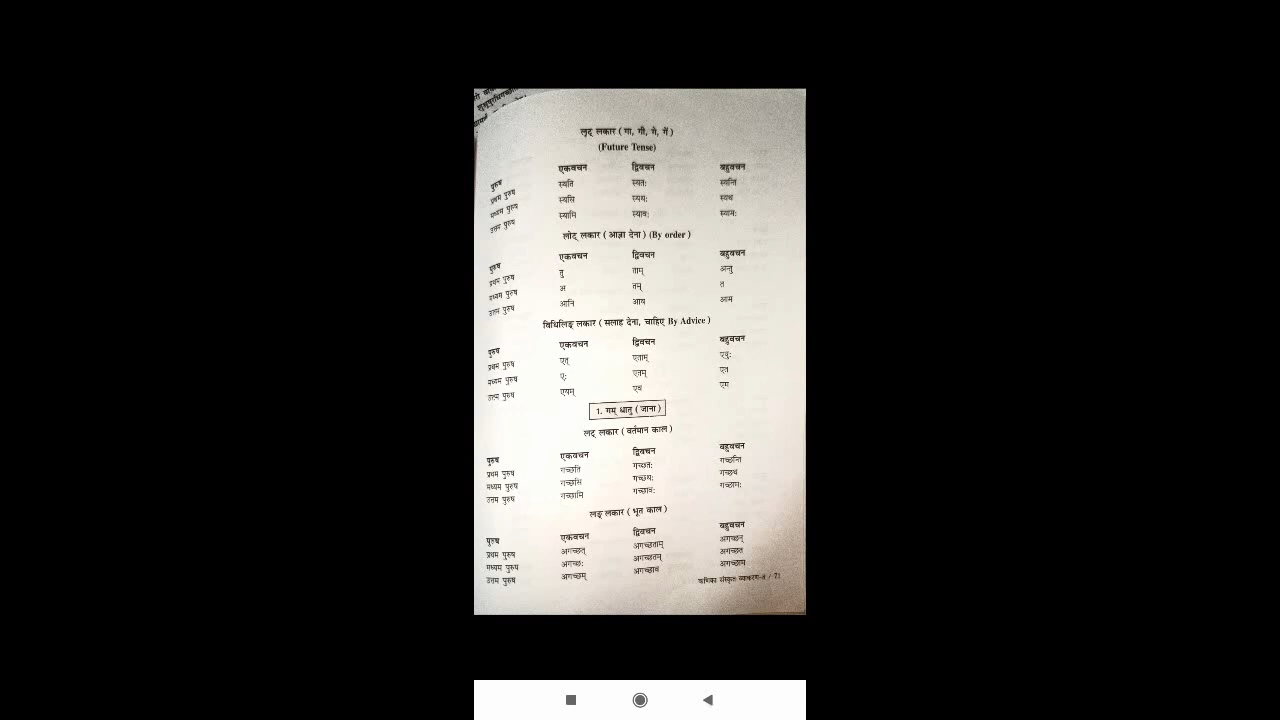 लृट् लकार ( गा, गी, गे, गें )
(Future Tense)
पुरुष एकवचन द्विवचन बहुवचन
प्रथम पुरुष स्यति स्यतः स्यन्ति
मध्यम पुरुष स्यसि स्यथः स्यथ
उत्तम पुरुष स्यामि स्यावः स्यामः
लोट् लकार ( आज्ञा देना ) (By order )
पुरुष एकवचन द्विवचन बहुवचन
प्रथम पुरुष तु ताम् अन्तु
मध्यम पुरुष अ तम् त
उत्तम पुरुष आनि आव आम
विधिलिङ् लकार ( सलाह देना, चाहिए By Advice )
पुरुष एकवचन द्विवचन बहुवचन
प्रथम पुरुष एत् एताम् एयुः
मध्यम पुरुष एः एतम् एत
उत्तम पुरुष एयम् एव एम
1. गम् धातु ( जाना )
लट् लकार ( वर्तमान काल )
पुरुष एकवचन द्विवचन बहुवचन
प्रथम पुरुष गच्छति गच्छतः गच्छन्ति
मध्यम पुरुष गच्छसि गच्छथः गच्छथ
उत्तम पुरुष गच्छामि गच्छावः गच्छामः
लङ् लकार ( भूत काल )
पुरुष एकवचन द्विवचन बहुवचन
प्रथम पुरुष अगच्छत् अगच्छताम् अगच्छन्
मध्यम पुरुष अगच्छः अगच्छतम् अगच्छत
उत्तम पुरुष अगच्छम् अगच्छाव अगच्छाम
संस्कृत व्याकरण-8 / 71